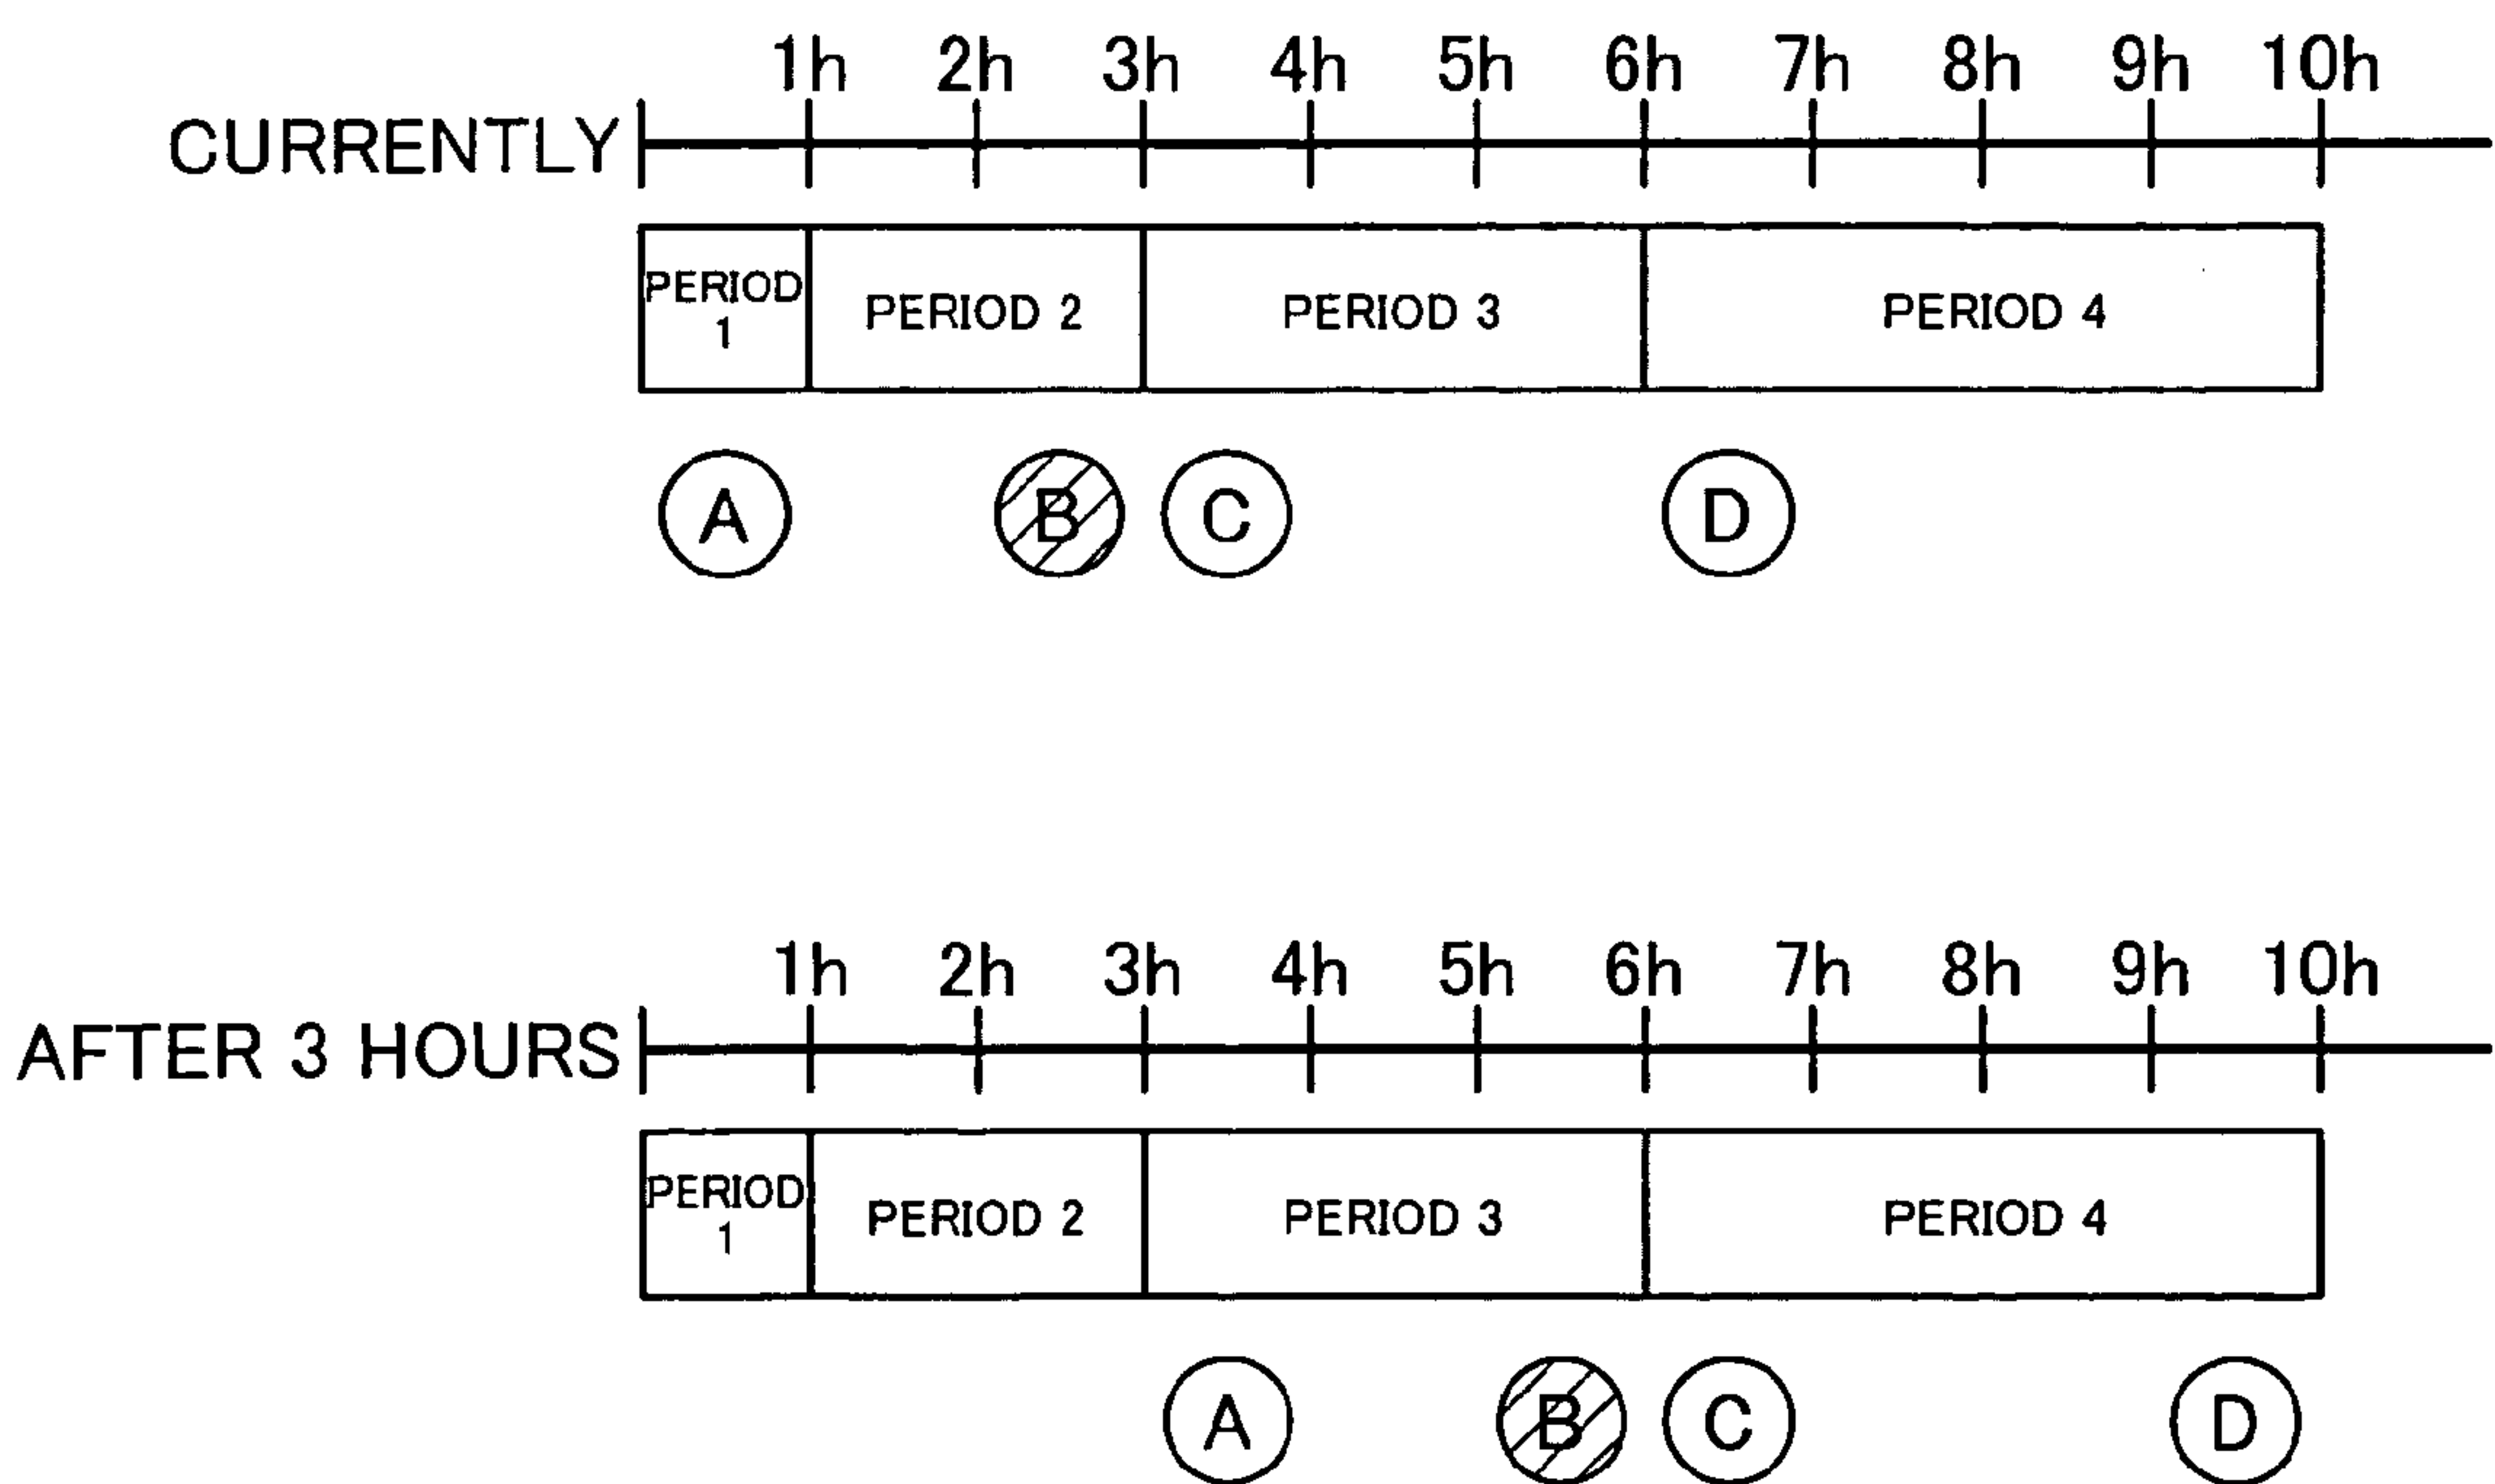 1h 2h 3h 4h 5h 6h 7h 8h 9h 10h
CURRENTLY
PERIOD 1 PERIOD 2 PERIOD 3 PERIOD 4
A B C D
1h 2h 3h 4h 5h 6h 7h 8h 9h 10h
AFTER 3 HOURS
PERIOD 1 PERIOD 2 PERIOD 3 PERIOD 4
A B C D